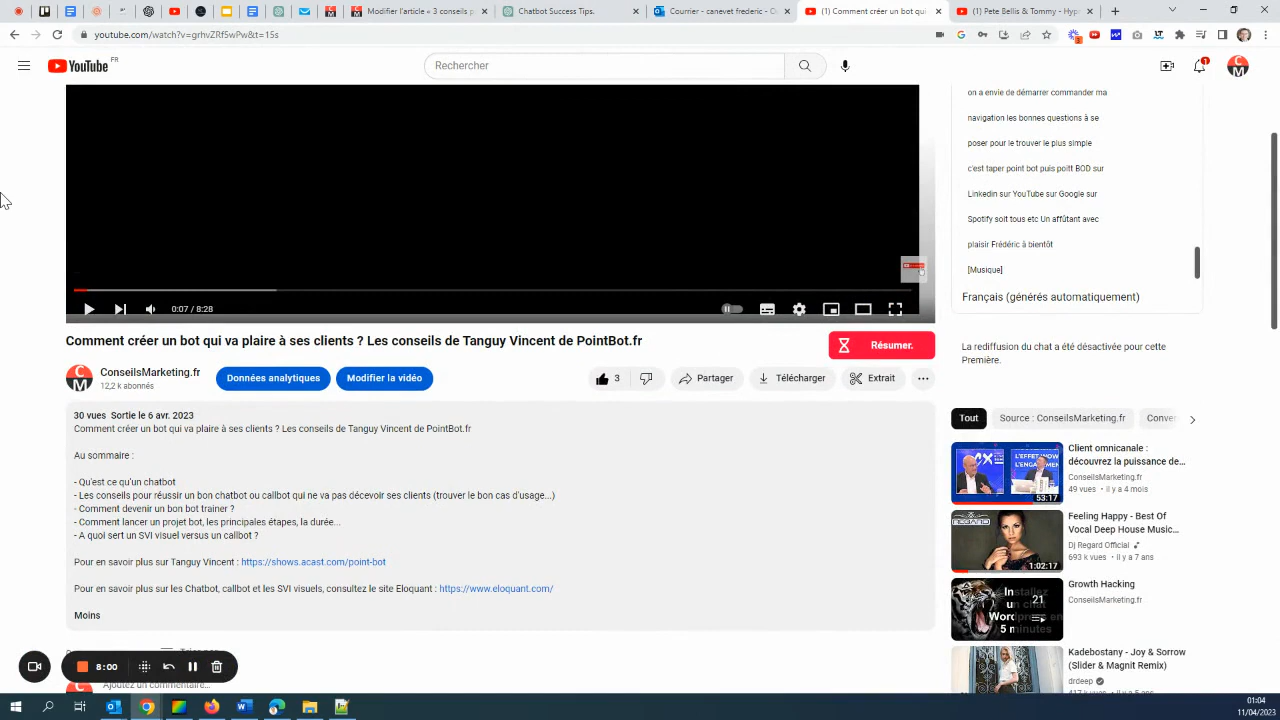 Modifier l'article « 3 conseils p
Chatbot Success Tips.
Courrier - canevet frederic - C
(1) Comment créer un bot qui
(1) Pete Bellis & Tommy - Hyp
youtube.com/watch?v=grhvZRf5wPw&t=15s
YouTube
FR
Rechercher
1
on a envie de démarrer commander ma
navigation les bonnes questions à se
poser pour le trouver le plus simple
c'est taper point bot puis poitt BOD sur
Linkedin sur YouTube sur Google sur
Spotify soit tous etc Un affûtant avec
plaisir Frédéric à bientôt
[Musique]
Français (générés automatiquement)
0:07 / 8:28
Comment créer un bot qui va plaire à ses clients ? Les conseils de Tanguy Vincent de PointBot.fr
Résumer.
La rediffusion du chat a été désactivée pour cette
Première.
ConseilsMarketing.fr
12,2 k abonnés
Données analytiques
Modifier la vidéo
3
Partager
Télécharger
Extrait
30 vues Sortie le 6 avr. 2023
Comment créer un bot qui va plaire à ses clients ? Les conseils de Tanguy Vincent de PointBot.fr
Au sommaire :
- Qu'est ce qu'un chatbot
- Les conseils pour réussir un bon chatbot ou callbot qui ne va pas décevoir ses clients (trouver le bon cas d'usage...)
- Comment devenir un bon bot trainer ?
- Comment lancer un projet bot, les principales étapes, la durée...
- A quoi sert un SVI visuel versus un callbot ?
Pour en savoir plus sur Tanguy Vincent : https://shows.acast.com/point-bot
Pour en savoir plus sur les Chatbot, callbot et les SVI visuels, consultez le site Eloquant : https://www.eloquant.com/
Moins
Tout
Source : ConseilsMarketing.fr
Conver
Client omnicanale :
découvrez la puissance de...
ConseilsMarketing.fr
49 vues • il y a 4 mois
53:17
Feeling Happy - Best Of
Vocal Deep House Music...
Dj Regard Official
693 k vues • il y a 7 ans
1:02:17
Growth Hacking
ConseilsMarketing.fr
21
Kadebostany - Joy & Sorrow
(Slider & Magnit Remix)
drdeep
8:00
Ajoutez un commentaire...
01:04
11/04/2023